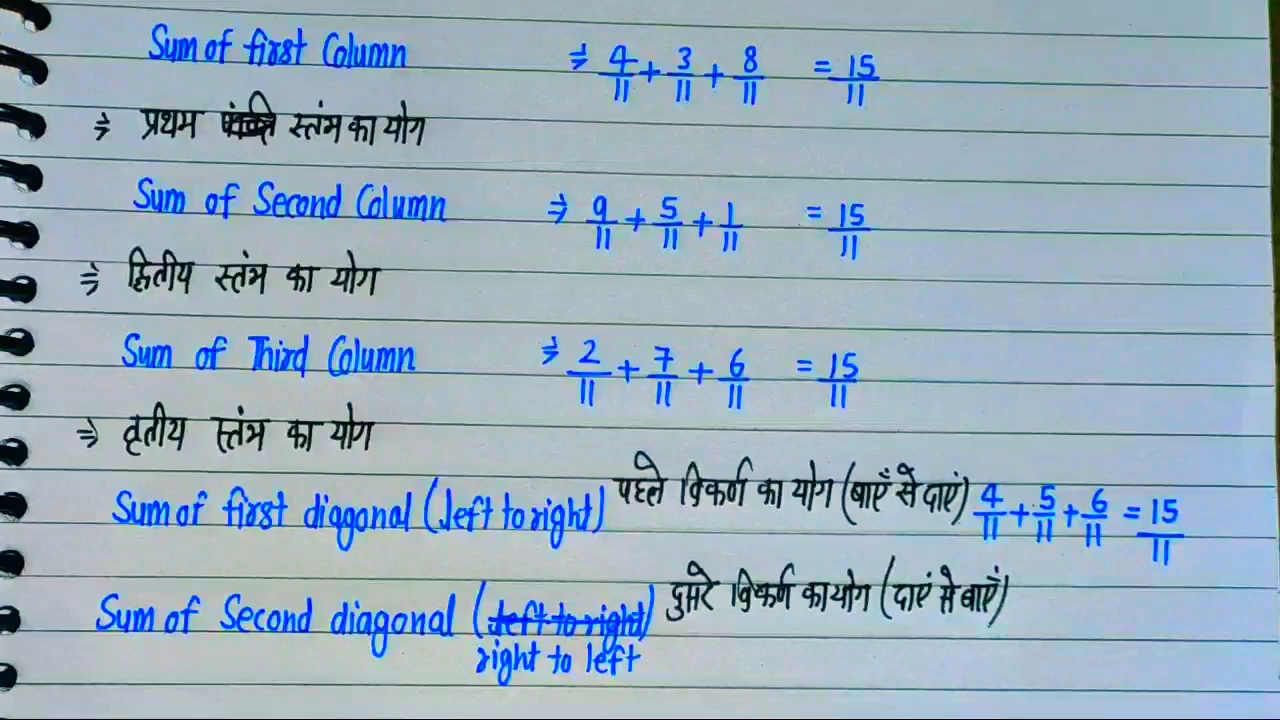 Sum of first Column ⇒ 4/11 + 3/11 + 8/11 = 15/11
⇒ प्रथम स्तंभ का योग
Sum of Second Column ⇒ 9/11 + 5/11 + 1/11 = 15/11
⇒ द्वितीय स्तंभ का योग
Sum of Third Column ⇒ 2/11 + 7/11 + 6/11 = 15/11
⇒ तृतीय स्तंभ का योग
Sum of first diagonal (left to right) पहले विकर्ण का योग (बाएँ से दाएं) 4/11 + 5/11 + 6/11 = 15/11
Sum of Second diagonal (left to right) दुसरे विकर्ण का योग (दाएं से बाएँ)
right to left